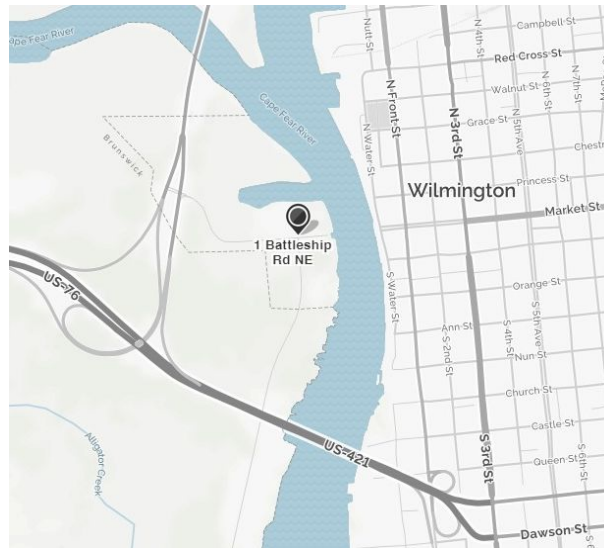 Nutt St
N 4th St
Campbell St
Cape Fear River
Red Cross St
N 6th St
N 7th St
Walnut St
Cape Fear River
N Front St
N 3rd St
Grace St
N 5th Ave
Brunswick
N Water St
Princess St
Wilmington
Market St
1 Battleship
Rd NE
S Water St
US-76
Orange St
Ann St
S 2nd St
S 4th St
S 5th Ave
Nun St
Church St
Castle St
Alligator
Creek
US-421
S 3rd St
Queen St
S 6th St
Dawson St